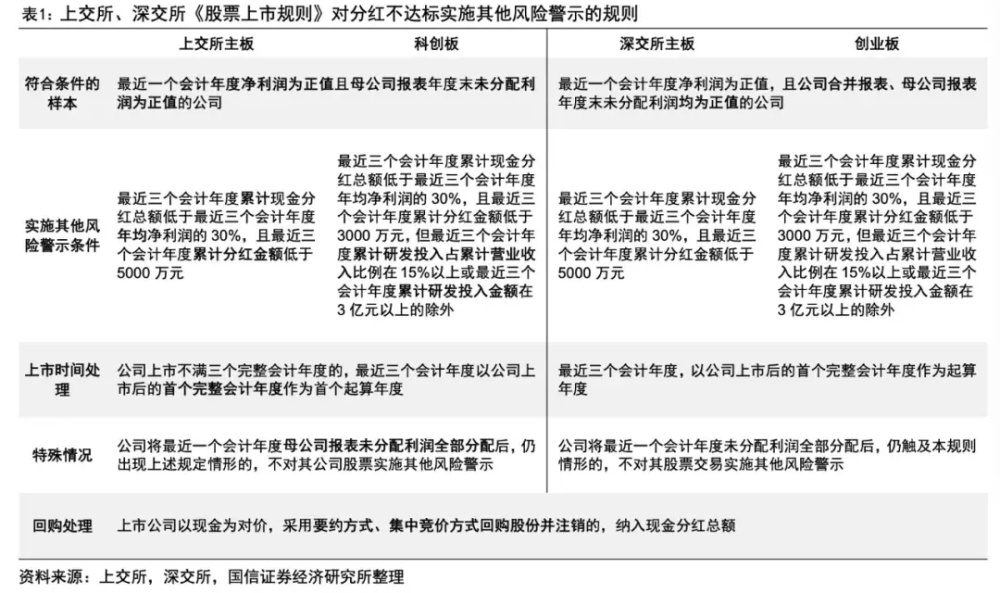 表1：上交所、深交所《股票上市规则》对分红不达标实施其他风险警示的规则
上交所主板
科创板
深交所主板
创业板
符合条件的
样本
最近一个会计年度净利润为正值且母公司报表年度末未分配利
润为正值的公司
最近一个会计年度净利润为正值，且公司合并报表、母公司报表
年度末未分配利润均为正值的公司
实施其他风
险警示条件
最近三个会计年度累计现金分
红总额低于最近三个会计年度
年均净利润的 30%，且最近三
个会计年度累计分红金额低于
5000 万元
最近三个会计年度累计现金分
红总额低于最近三个会计年度
年均净利润的 30%，且最近三
个会计年度累计分红金额低于
3000 万元，但最近三个会计年
度累计研发投入占累计营业收
入比例在 15%以上或最近三个
会计年度累计研发投入金额在
3 亿元以上的除外
最近三个会计年度累计现金分
红总额低于最近三个会计年度
年均净利润的 30%，且最近三
个会计年度累计分红金额低于
5000 万元
最近三个会计年度累计现金分
红总额低于最近三个会计年度
年均净利润的 30%，且最近三
个会计年度累计分红金额低于
3000 万元，但最近三个会计年
度累计研发投入占累计营业收
入比例在 15%以上或最近三个
会计年度累计研发投入金额在
3 亿元以上的除外
上市时间处
理
公司上市不满三个完整会计年度的，最近三个会计年度以公司上
市后的首个完整会计年度作为首个起算年度
最近三个会计年度，以公司上市后的首个完整会计年度作为起算
年度
特殊情况
公司将最近一个会计年度母公司报表未分配利润全部分配后，仍
出现上述规定情形的，不对其公司股票实施其他风险警示
公司将最近一个会计年度未分配利润全部分配后，仍触及本规则
情形的，不对其股票交易实施其他风险警示
回购处理
上市公司以现金为对价，采用要约方式、集中竞价方式回购股份并注销的，纳入现金分红总额
资料来源：上交所，深交所，国信证券经济研究所整理